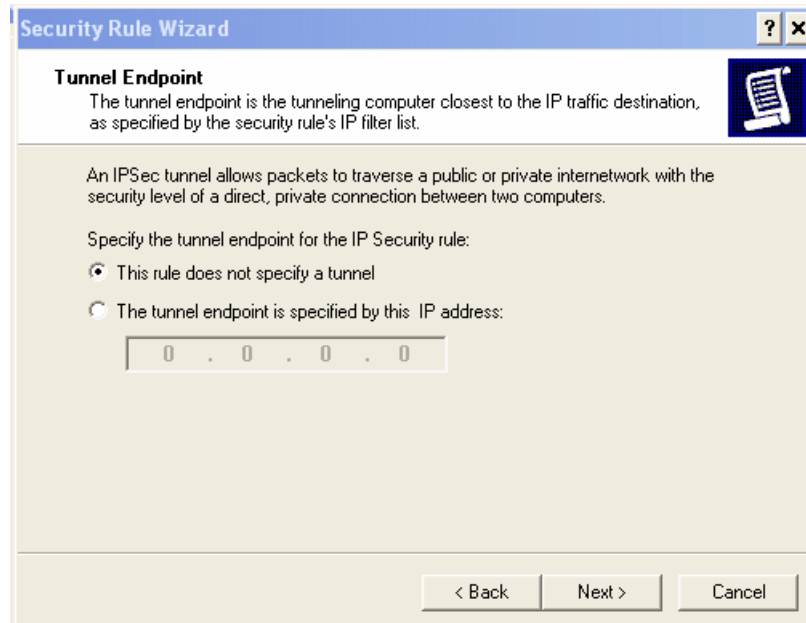 Security Rule Wizard
? ×
Tunnel Endpoint
The tunnel endpoint is the tunneling computer closest to the IP traffic destination,
as specified by the security rule's IP filter list.
An IPSec tunnel allows packets to traverse a public or private internetwork with the
security level of a direct, private connection between two computers.
Specify the tunnel endpoint for the IP Security rule:
This rule does not specify a tunnel
The tunnel endpoint is specified by this IP address:
0 . 0 . 0 . 0
< Back Next > Cancel